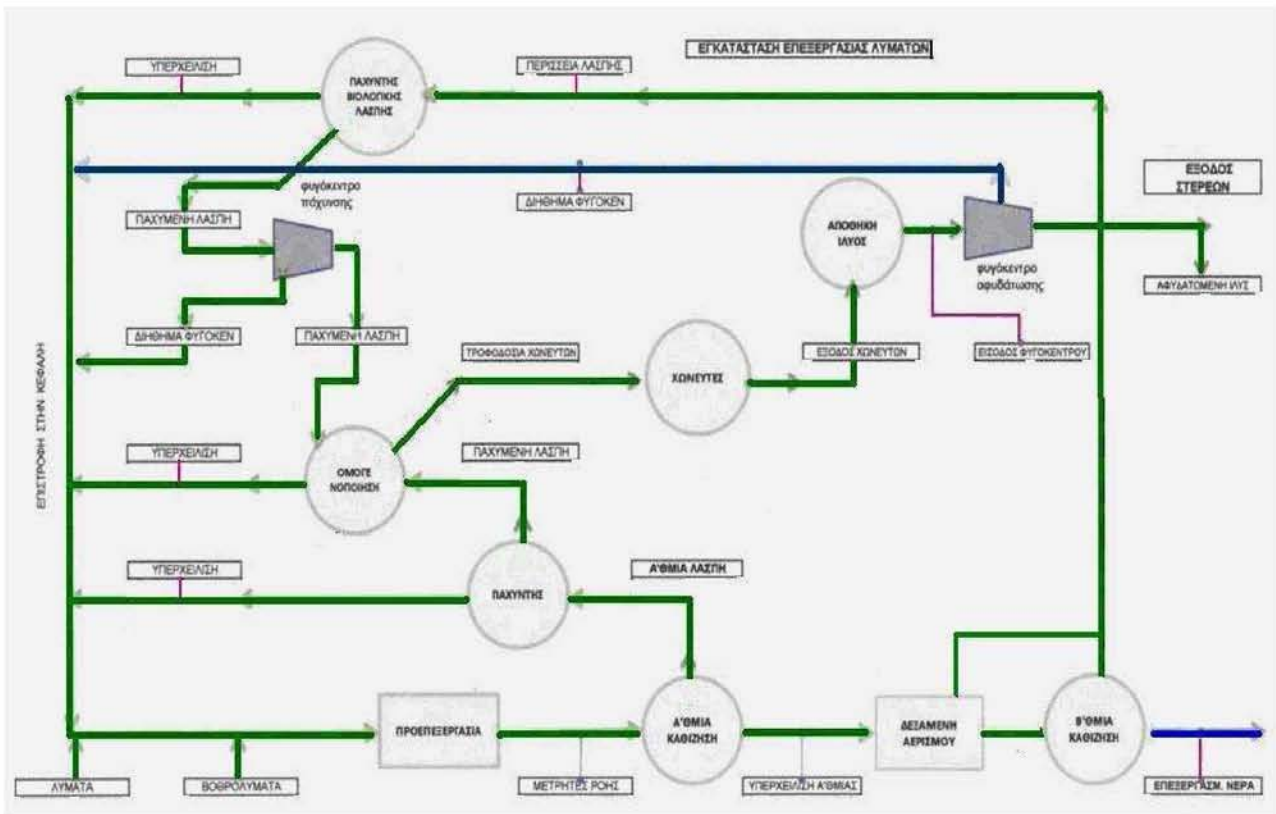 ΕΓΚΑΤΑΣΤΑΣΗ ΕΠΕΞΕΡΓΑΣΙΑΣ ΛΥΜΑΤΩΝ
ΥΠΕΡΧΕΙΛΙΣΗ
ΠΑΧΥΝΤΗΣ
ΒΙΟΛΟΓΙΚΗΣ
ΛΑΣΠΗΣ
ΠΕΡΙΣΣΕΙΑ ΛΑΣΠΗΣ
ΕΞΟΔΟΣ
ΣΤΕΡΕΩΝ
φυγόκεντρο
πάχυνσης
ΠΑΧΥΜΕΝΗ ΛΑΣΠΗ
ΔΙΗΘΗΜΑ ΦΥΓΟΚΕΝ
ΑΠΟΘΗΚΗ
ΙΛΥΟΣ
φυγόκεντρο
αφυδάτωσης
ΑΦΥΔΑΤΩΜΕΝΗ ΙΛΥΣ
ΔΙΗΘΗΜΑ ΦΥΓΟΚΕΝ
ΠΑΧΥΜΕΝΗ ΛΑΣΠΗ
ΤΡΟΦΟΔΟΣΙΑ ΧΩΝΕΥΤΩΝ
ΧΩΝΕΥΤΕΣ
ΕΞΟΔΟΣ ΧΩΝΕΥΤΩΝ
ΕΙΣΟΔΟΣ ΦΥΓΟΚΕΝΤΡΟΥ
ΕΠΙΣΤΡΟΦΗ ΣΤΗΝ ΚΕΦΑΛΗ
ΥΠΕΡΧΕΙΛΙΣΗ
ΟΜΟΓΕ
ΝΟΠΟΙΗΣΗ
ΠΑΧΥΜΕΝΗ ΛΑΣΠΗ
ΥΠΕΡΧΕΙΛΙΣΗ
ΠΑΧΥΝΤΗΣ
Α'ΘΜΙΑ ΛΑΣΠΗ
ΠΡΟΕΠΕΞΕΡΓΑΣΙΑ
Α'ΘΜΙΑ
ΚΑΘΙΖΗΣΗ
ΔΕΞΑΜΕΝΗ
ΑΕΡΙΣΜΟΥ
Β'ΘΜΙΑ
ΚΑΘΙΖΗΣΗ
ΛΥΜΑΤΑ
ΒΟΘΡΟΛΥΜΑΤΑ
ΜΕΤΡΗΤΕΣ ΡΟΗΣ
ΥΠΕΡΧΕΙΛΙΣΗ Α'ΘΜΙΑΣ
ΕΠΕΞΕΡΓΑΣΜ. ΝΕΡΑ